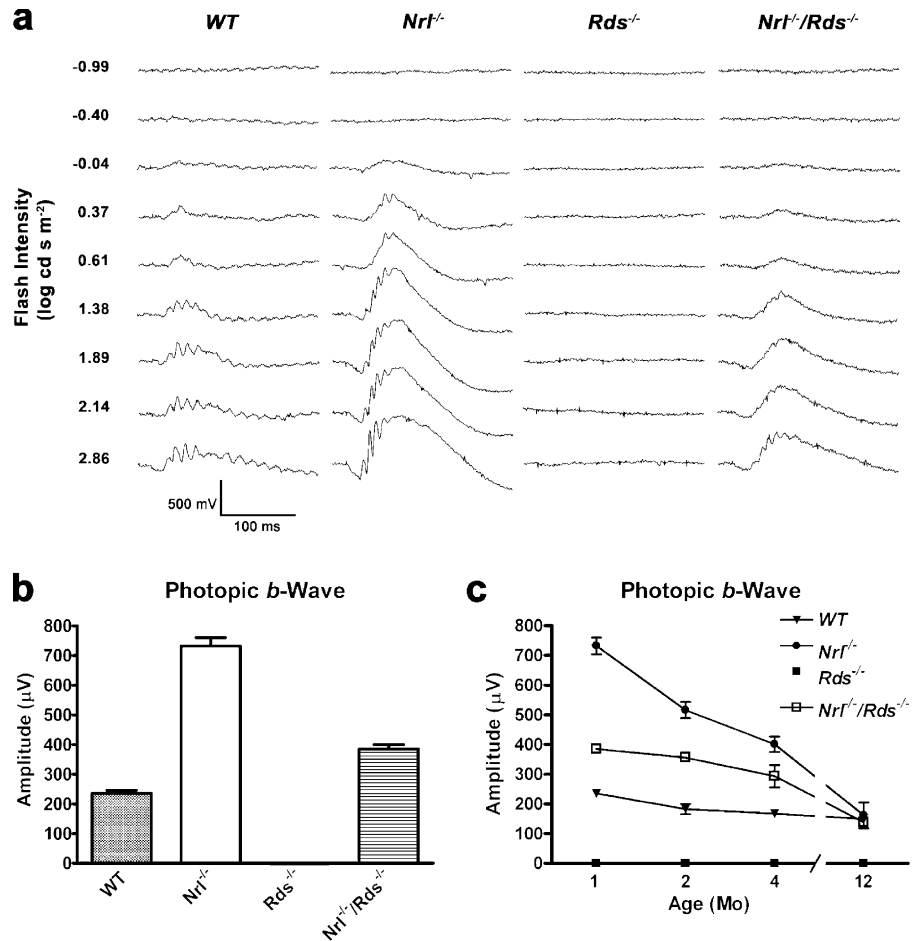 a
WT Nrl-/- Rds-/- Nrl-/-/Rds-/-
Flash Intensity
(log cd s m-2)
-0.99
-0.40
-0.04
0.37
0.61
1.38
1.89
2.14
2.86
500 mV
100 ms
b
Photopic b-Wave
Amplitude (µV)
800
700
600
500
400
300
200
100
0
WT Nrl-/- Rds-/- Nrl-/-/Rds-/-
c
Photopic b-Wave
WT
Nrl-/-
Rds-/-
Nrl-/-/Rds-/-
Amplitude (µV)
800
700
600
500
400
300
200
100
0
1 2 4 12
Age (Mo)